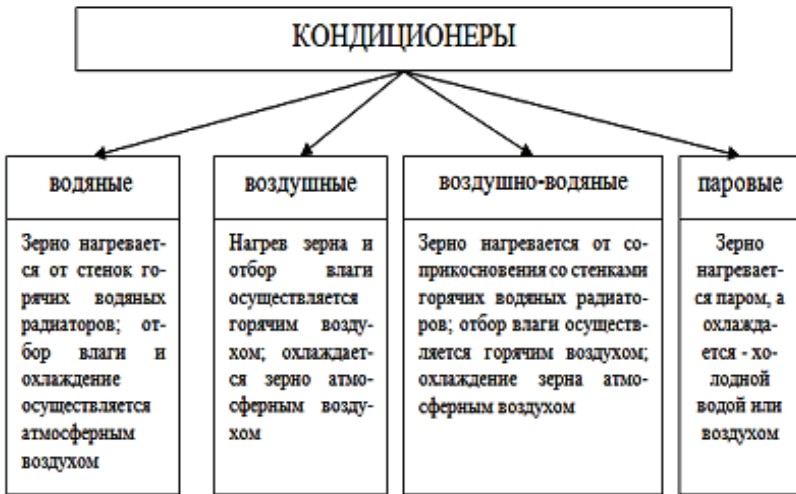 КОНДИЦИОНЕРЫ
водяные
Зерно нагревает-
ся от стенок го-
рячих водяных
радиаторов; от-
бор влаги и
охлаждение
осуществляется
атмосферным
воздухом
воздушные
Нагрев зерна и
отбор влаги
осуществляется
горячим возду-
хом; охлаждает-
ся зерно атмо-
сферным возду-
хом
воздушно-водяные
Зерно нагревается от со-
прикосновения со стенками
горячих водяных радиато-
ров; отбор влаги осуществ-
ляется горячим воздухом;
охлаждение зерна атмо-
сферным воздухом
паровые
Зерно
нагревает-
ся паром, а
охлажда-
ется - хо-
лодной
водой или
воздухом